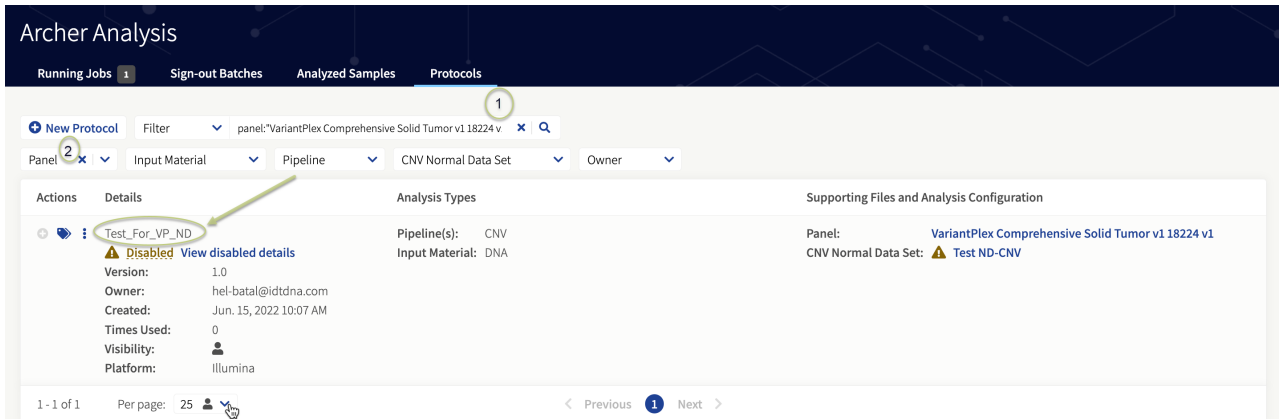 Archer Analysis
Running Jobs 1 Sign-out Batches Analyzed Samples Protocols
1
New Protocol Filter panel:"VariantPlex Comprehensive Solid Tumor v1 18224 v
2
Panel Input Material Pipeline CNV Normal Data Set Owner
Actions Details Analysis Types Supporting Files and Analysis Configuration
Test_For_VP_ND Pipeline(s): CNV Panel: VariantPlex Comprehensive Solid Tumor v1 18224 v1
Disabled View disabled details Input Material: DNA CNV Normal Data Set: Test ND-CNV
Version: 1.0
Owner: hel-batal@idtdna.com
Created: Jun. 15, 2022 10:07 AM
Times Used: 0
Visibility:
Platform: Illumina
1 - 1 of 1 Per page: 25 Previous 1 Next